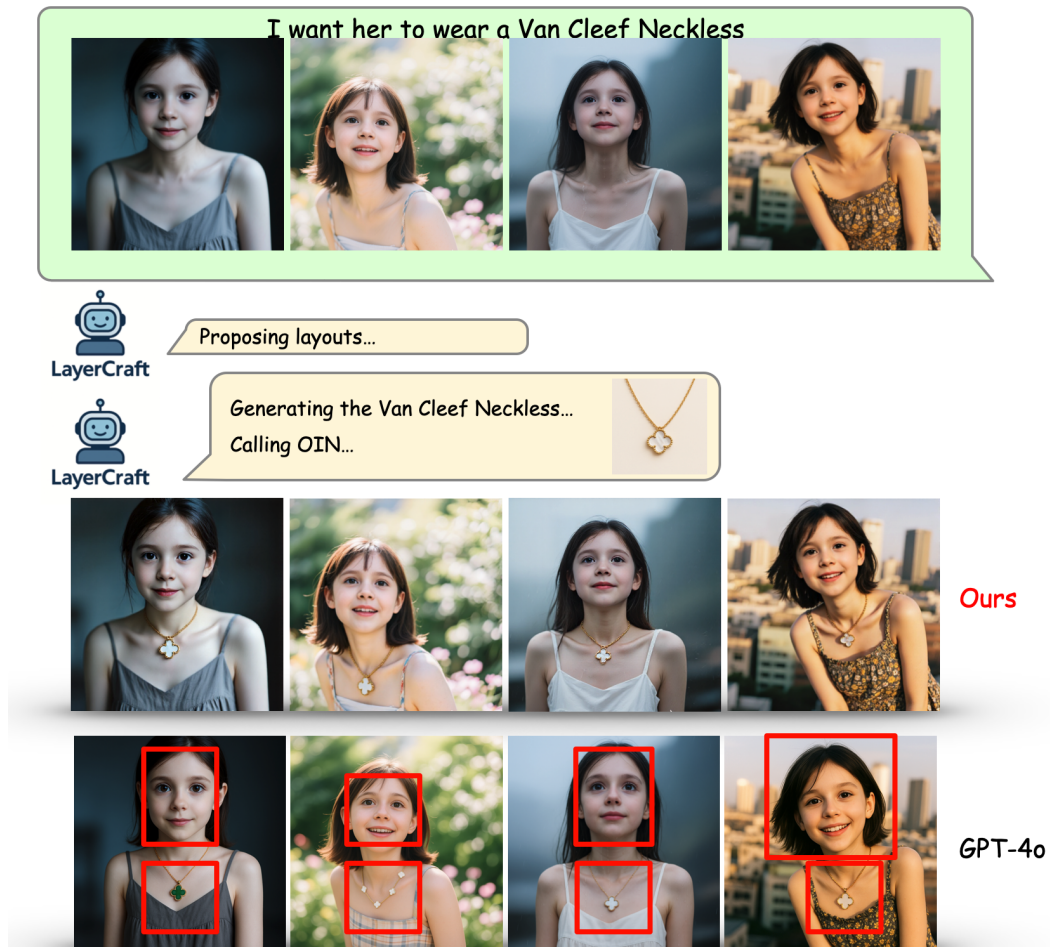 I want her to wear a Van Cleef Neckless
Proposing layouts...
LayerCraft
Generating the Van Cleef Neckless...
Calling OIN...
LayerCraft
Ours
GPT-4o